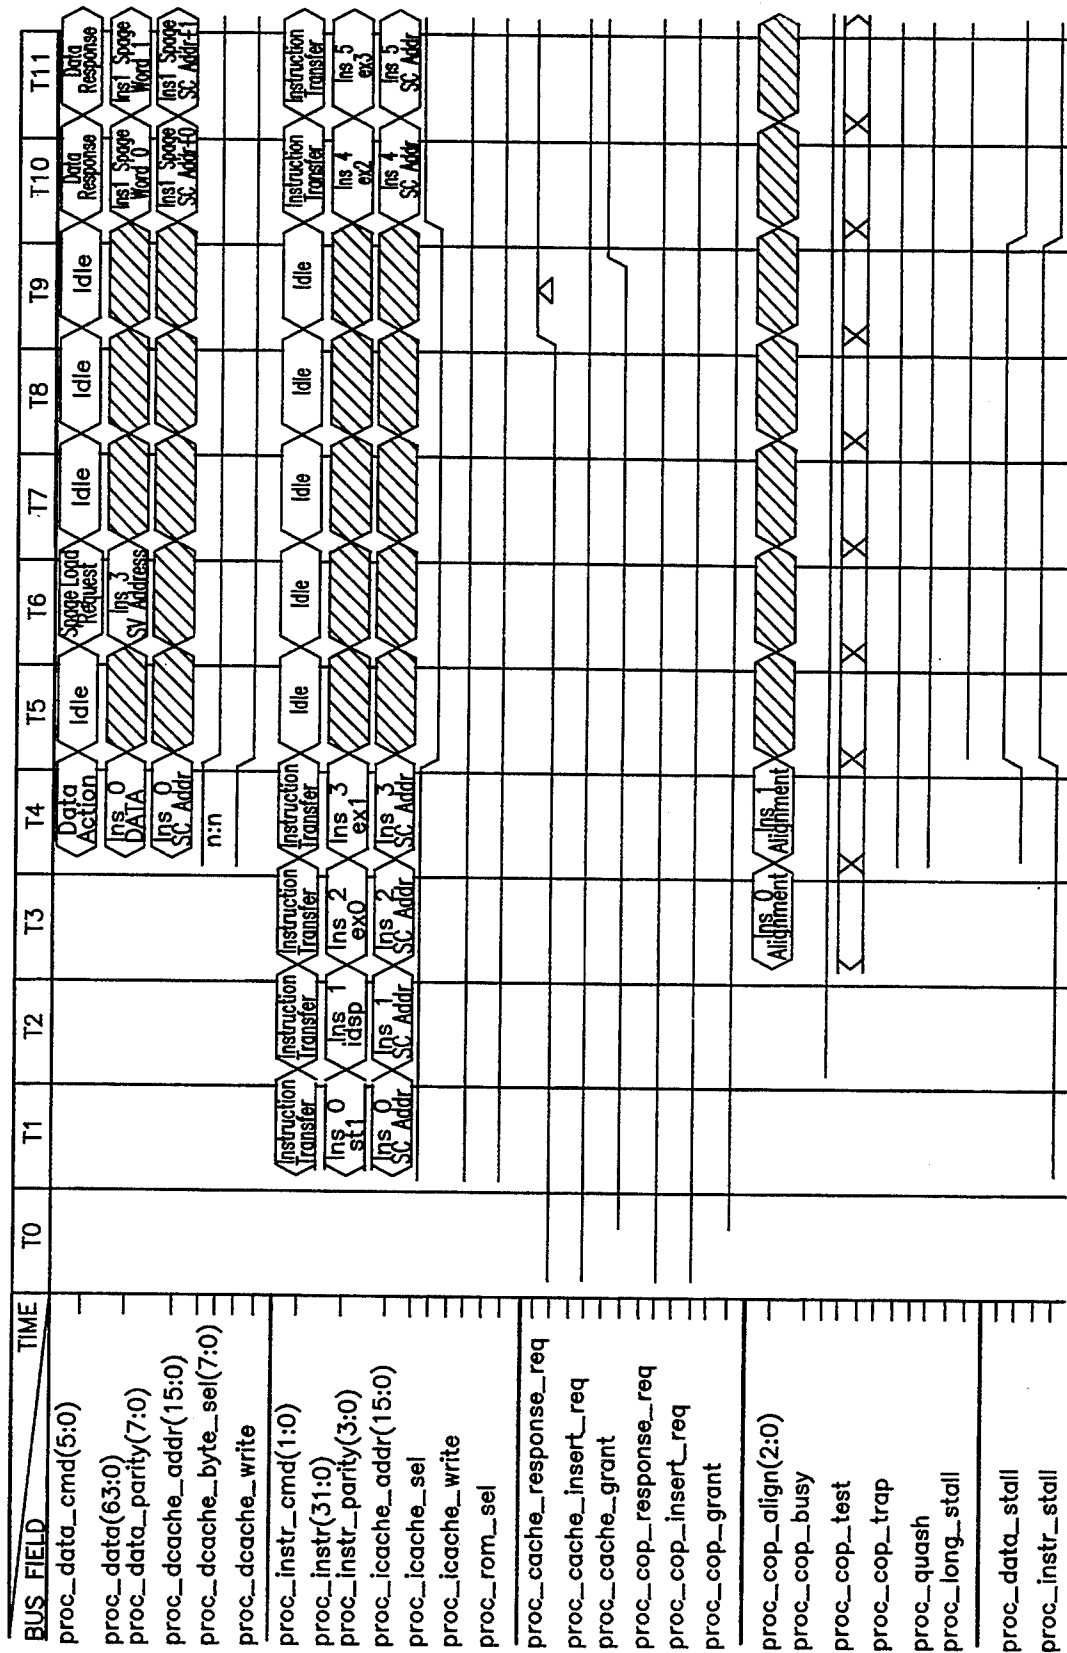 BUS FIELD TIME T0 T1 T2 T3 T4 T5 T6 T7 T8 T9 T10 T11
proc_data_cmd(5:0) Data Action Idle Spage Load Request Idle Idle Idle Data Response Data Response
proc_data(63:0) Ins 0 DATA Ins 3 SV Address Ins1 Spage Word 0 Ins1 Spage Word 1
proc_data_parity(7:0)
proc_dcache_addr(15:0) Ins 0 SC Addr Ins1 Spage SC Addr+0 Ins1 Spage SC Addr+1
proc_dcache_byte_sel(7:0) n:n
proc_dcache_write
proc_instr_cmd(1:0) Instruction Transfer Instruction Transfer Instruction Transfer Instruction Transfer Idle Idle Idle Idle Idle Instruction Transfer Instruction Transfer
proc_instr(31:0) Ins 0 st1 Ins 1 idsp Ins 2 ex0 Ins 3 ex1 Ins 4 ex2 Ins 5 ex3
proc_instr_parity(3:0)
proc_icache_addr(15:0) Ins 0 SC Addr Ins 1 SC Addr Ins 2 SC Addr Ins 3 SC Addr Ins 4 SC Addr Ins 5 SC Addr
proc_icache_sel
proc_icache_write
proc_rom_sel
proc_cache_response_req
proc_cache_insert_req
proc_cache_grant
proc_cop_response_req
proc_cop_insert_req
proc_cop_grant
proc_cop_align(2:0) Ins 0 Alignment Ins 1 Alignment
proc_cop_busy
proc_cop_test
proc_cop_trap
proc_quash
proc_long_stall
proc_data_stall
proc_instr_stall